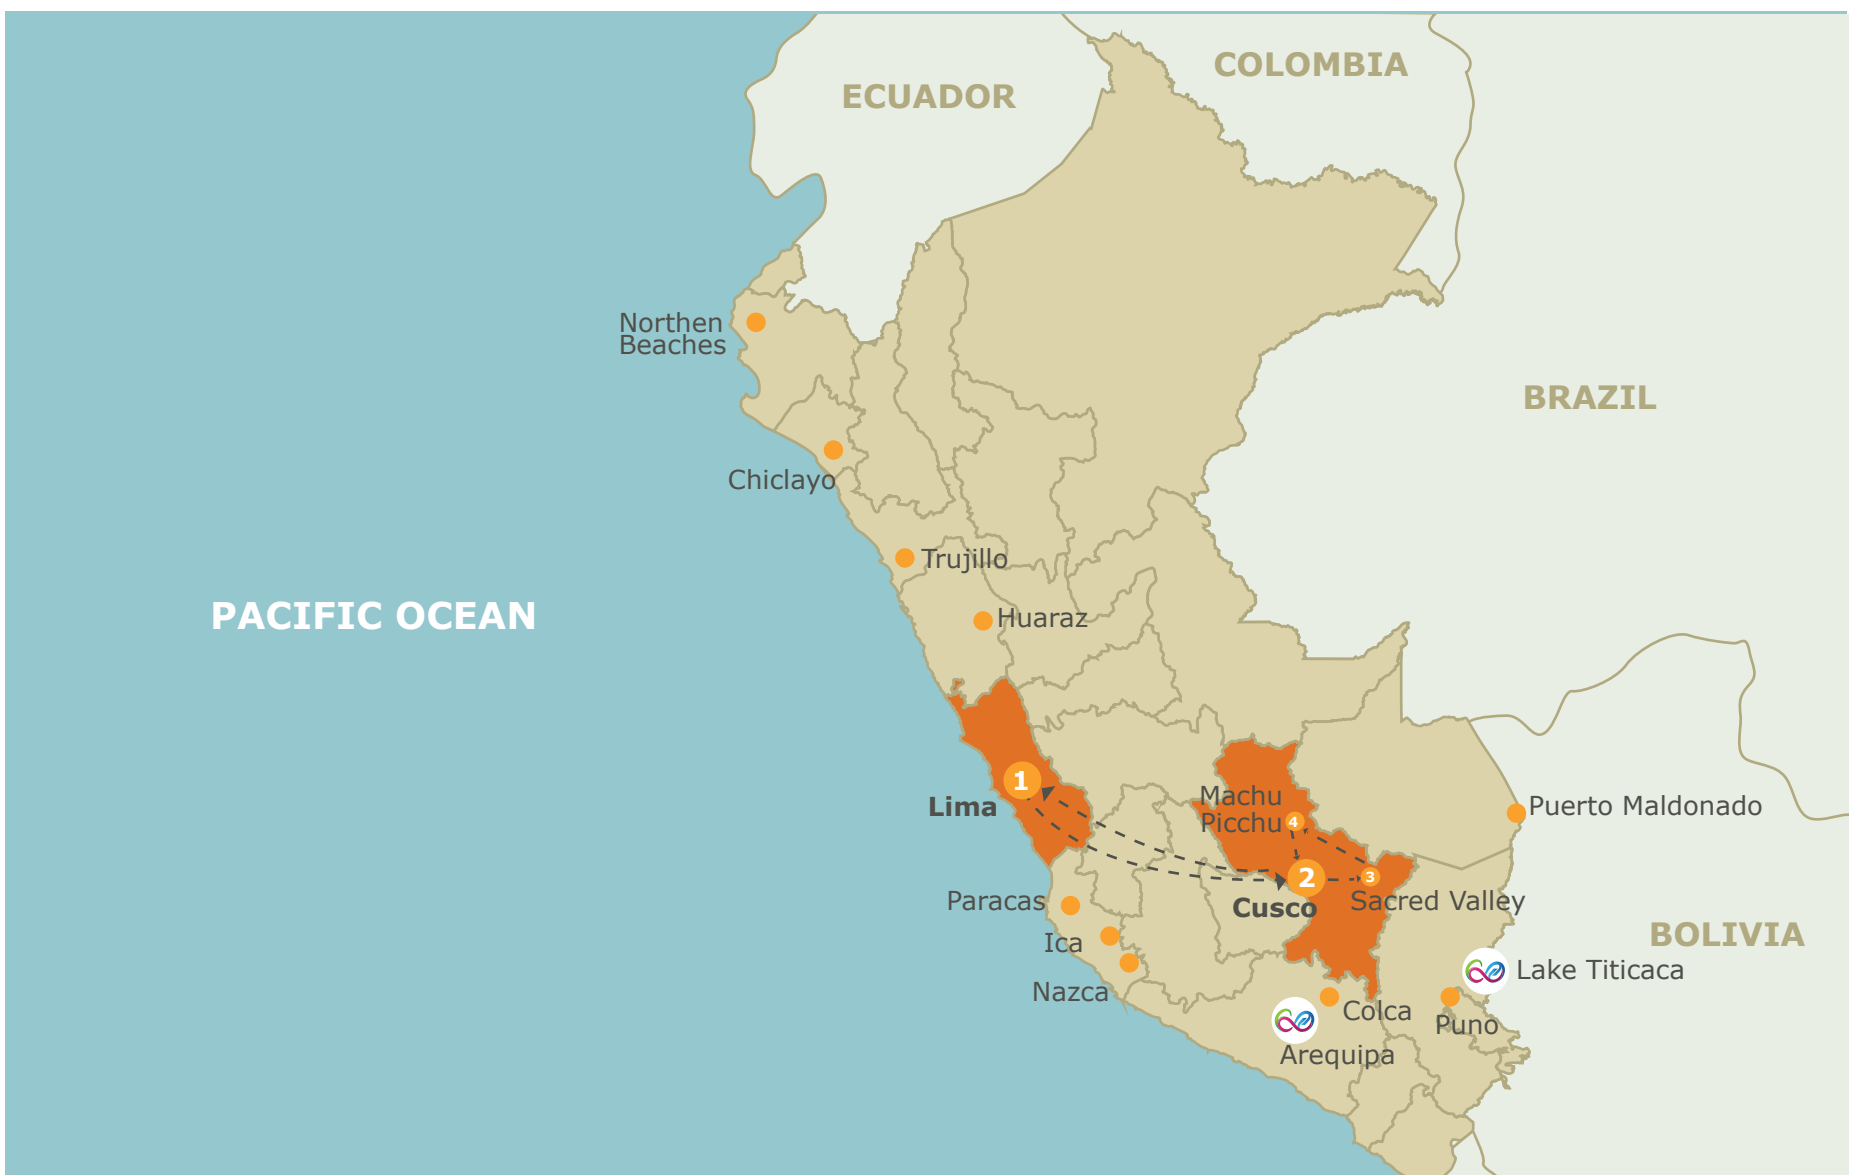 COLOMBIA
ECUADOR
Northen
Beaches
BRAZIL
Chiclayo
Trujillo
PACIFIC OCEAN
Huaraz
1
Lima
Machu
Picchu
4
Puerto Maldonado
2
3
Cusco
Sacred Valley
Paracas
Ica
BOLIVIA
Nazca
Lake Titicaca
Colca
Puno
Arequipa